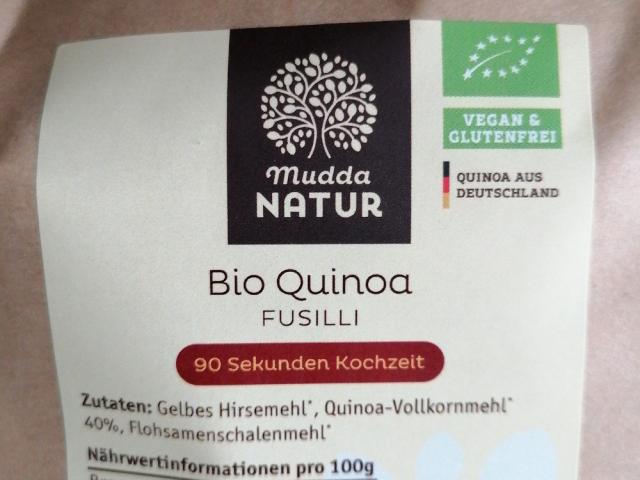 Mudda
NATUR
VEGAN &
GLUTENFREI
QUINOA AUS
DEUTSCHLAND
Bio Quinoa
FUSILLI
90 Sekunden Kochzeit
Zutaten: Gelbes Hirsemehl*, Quinoa-Vollkornmehl*
40%, Flohsamenschalenmehl*
Nährwertinformationen pro 100g